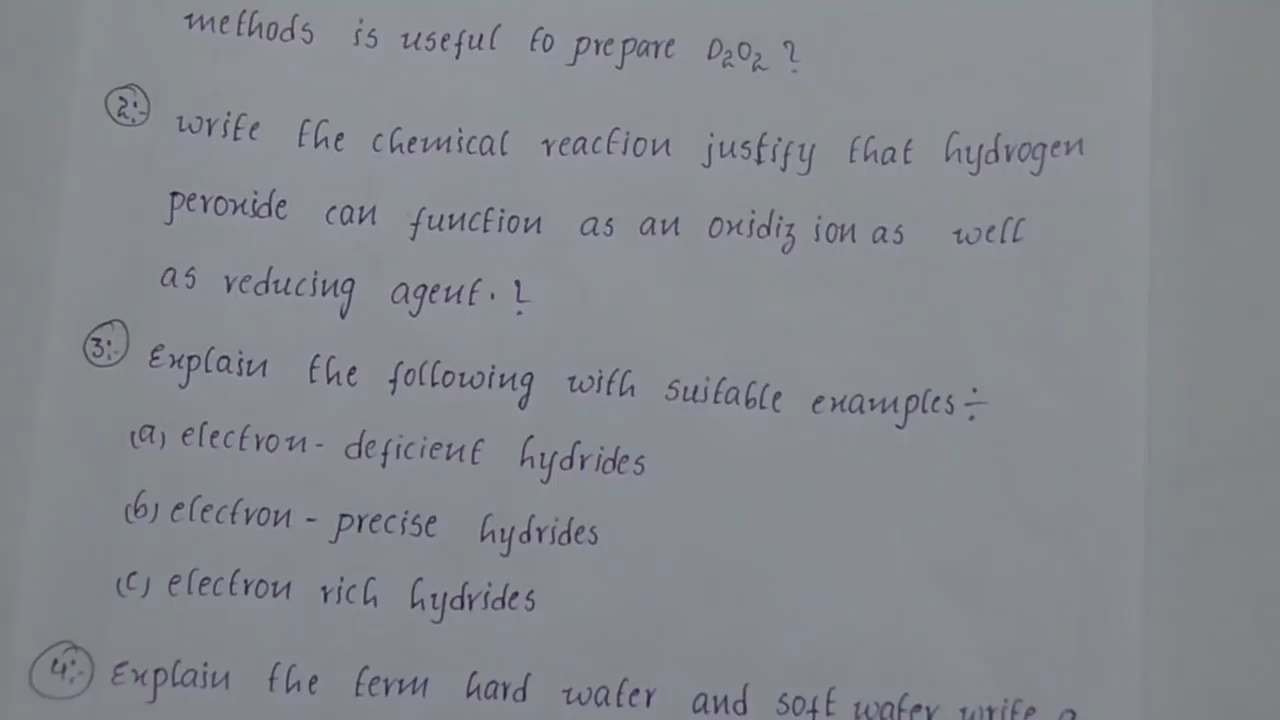 methods is useful to prepare D₂O₂ ?
2:- write the chemical reaction justify that hydrogen
peroxide can function as an oxidiz ion as well
as reducing agent. ?
3:- Explain the following with suitable examples ÷
(a) electron - deficient hydrides
(b) electron - precise hydrides
(c) electron rich hydrides
4:- Explain the term hard water and soft water write a